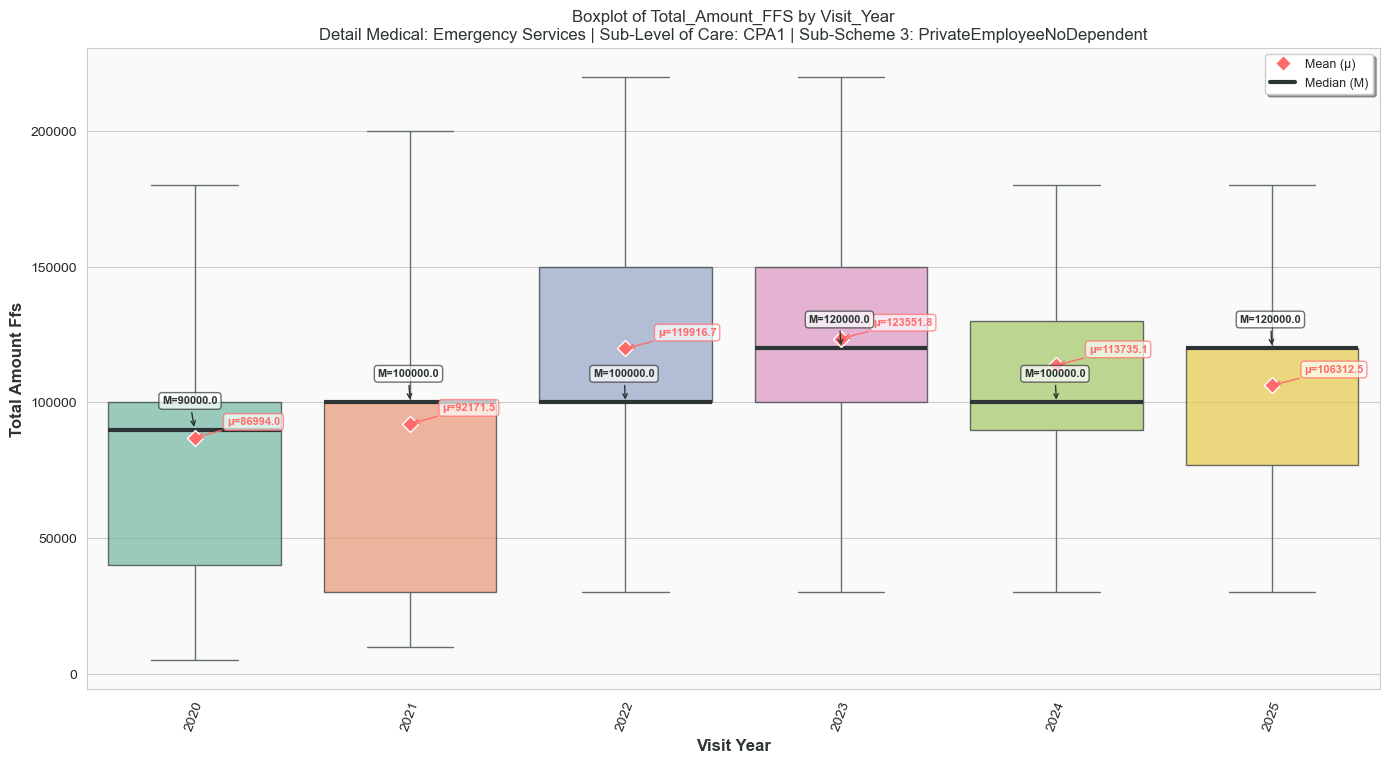 Boxplot of Total_Amount_FFS by Visit_Year
Detail Medical: Emergency Services | Sub-Level of Care: CPA1 | Sub-Scheme 3: PrivateEmployeeNoDependent
Mean (μ)
Median (M)
Total Amount Ffs
200000
150000
100000
50000
0
M=90000.0
μ=86994.0
M=100000.0
μ=92171.5
μ=119916.7
M=100000.0
M=120000.0
μ=123551.8
μ=113735.1
M=100000.0
M=120000.0
μ=106312.5
2020
2021
2022
2023
2024
2025
Visit Year